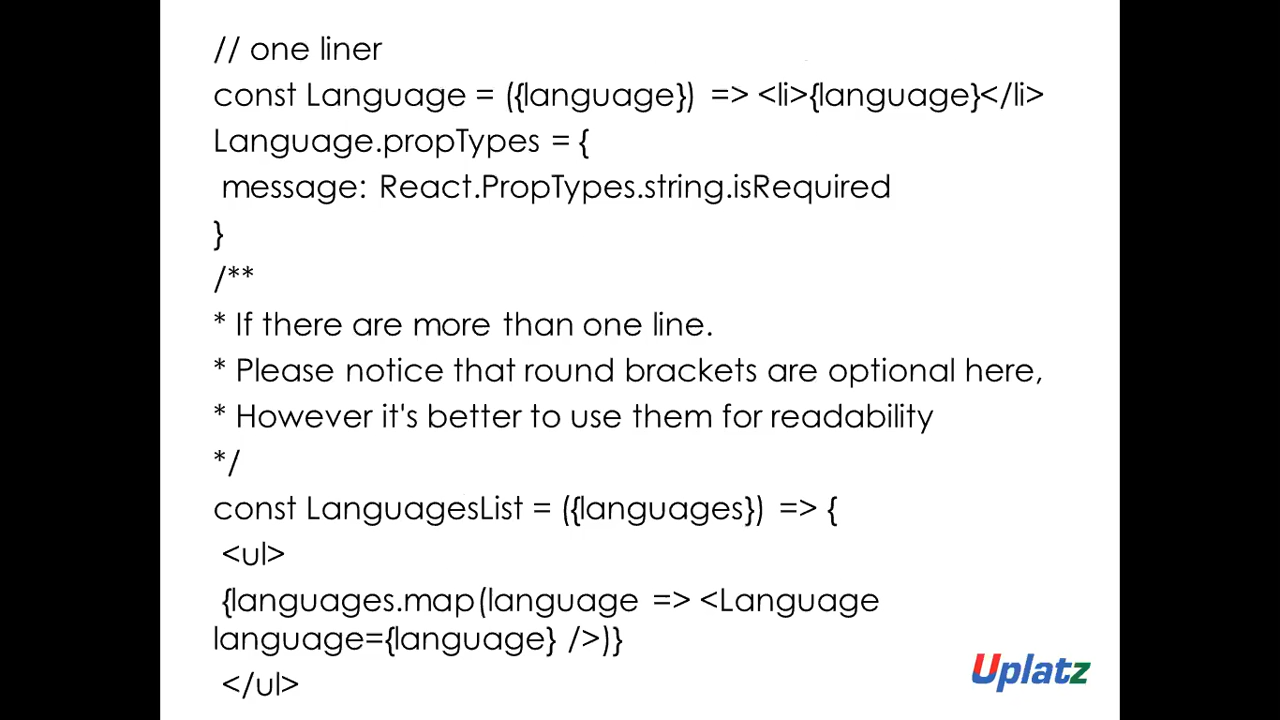 // one liner
const Language = ({language}) => <li>{language}</li>
Language.propTypes = {
message: React.PropTypes.string.isRequired
}
/**
* If there are more than one line.
* Please notice that round brackets are optional here,
* However it's better to use them for readability
*/
const LanguagesList = ({languages}) => {
<ul>
{languages.map(language => <Language
language={language} />)}
</ul>
Uplatz